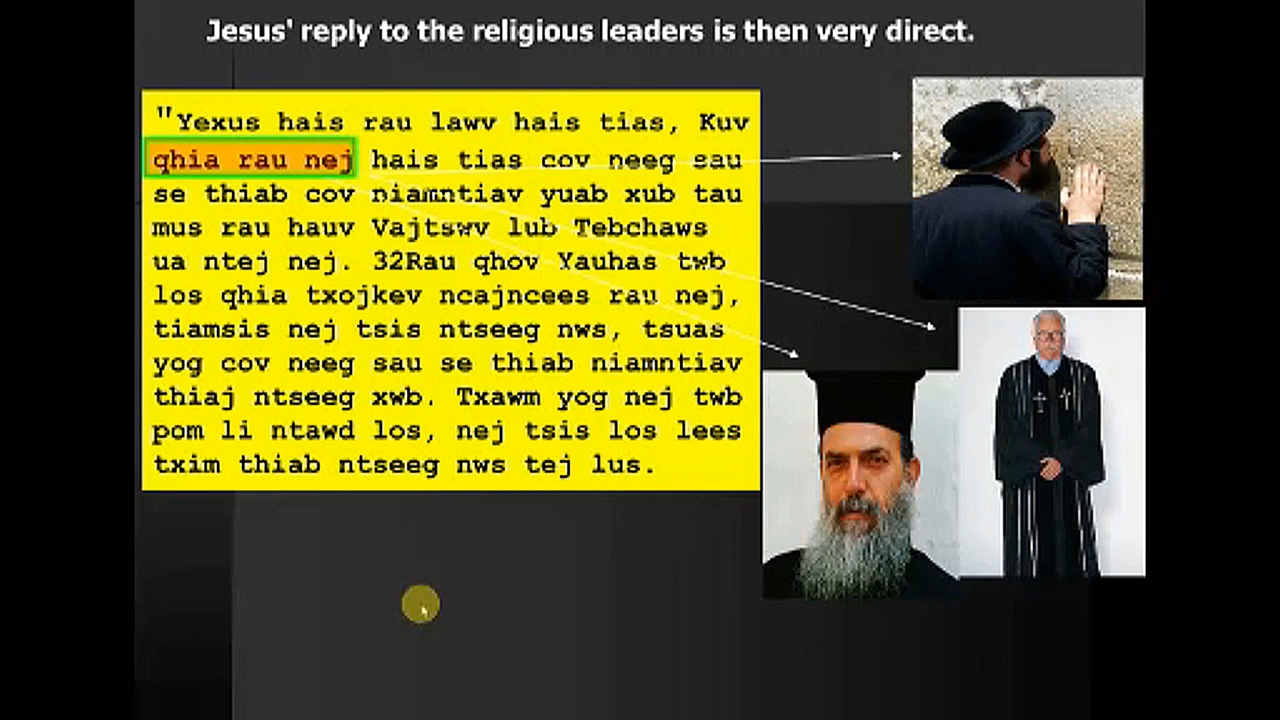 Jesus' reply to the religious leaders is then very direct.
"Yexus hais rau lawv hais tias, Kuv
qhia rau nej hais tias cov neeg sau
se thiab cov niamntiav yuab xub tau
mus rau hauv Vajtswv lub Tebchaws
ua ntej nej. 32Rau qhov Yauhas twb
los qhia txojkev ncajncees rau nej,
tiamsis nej tsis ntseeg nws, tsuas
yog cov neeg sau se thiab niamntiav
thiaj ntseeg xwb. Txawm yog nej twb
pom li ntawd los, nej tsis los lees
txim thiab ntseeg nws tej lus.